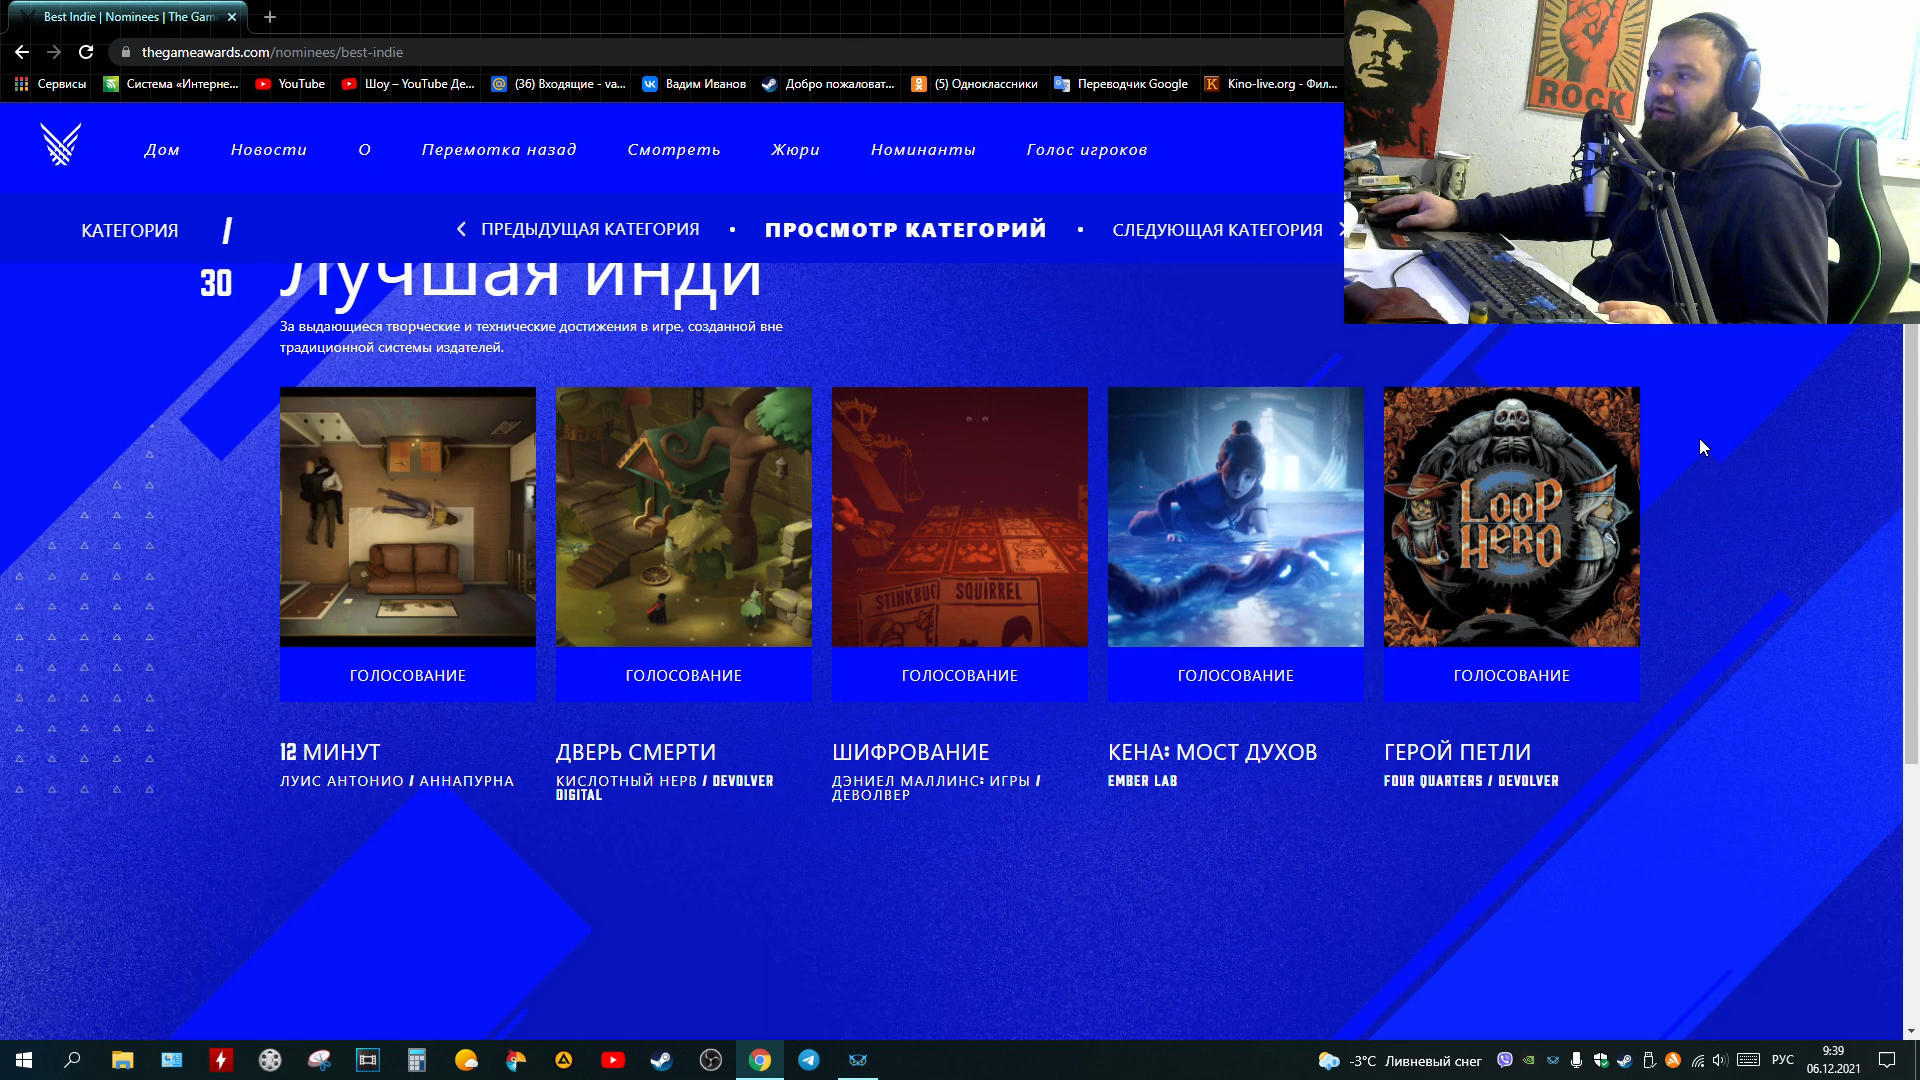 Best Indie | Nominees | The Gam
thegameawards.com/nominees/best-indie
Сервисы
Система «Интерне...
YouTube
Шоу – YouTube Де...
(36) Входящие - va...
Вадим Иванов
Добро пожаловат...
(5) Одноклассники
Переводчик Google
Kino-live.org - Фил...
ROCK
Дом
Новости
О
Перемотка назад
Смотреть
Жюри
Номинанты
Голос игроков
КАТЕГОРИЯ /
30
ПРЕДЫДУЩАЯ КАТЕГОРИЯ
ПРОСМОТР КАТЕГОРИЙ
СЛЕДУЮЩАЯ КАТЕГОРИЯ
Лучшая инди
За выдающиеся творческие и технические достижения в игре, созданной вне
традиционной системы издателей.
STINKBUG
SQUIRREL
LOOP
HERO
ГОЛОСОВАНИЕ
ГОЛОСОВАНИЕ
ГОЛОСОВАНИЕ
ГОЛОСОВАНИЕ
ГОЛОСОВАНИЕ
12 МИНУТ
ЛУИС АНТОНИО / АННАПУРНА
ДВЕРЬ СМЕРТИ
КИСЛОТНЫЙ НЕРВ / DEVOLVER
DIGITAL
ШИФРОВАНИЕ
ДЭНИЕЛ МАЛЛИНС: ИГРЫ /
ДЕВОЛВЕР
КЕНА: МОСТ ДУХОВ
EMBER LAB
ГЕРОЙ ПЕТЛИ
FOUR QUARTERS / DEVOLVER
-3°C Ливневый снег
РУС
9:39
06.12.2021